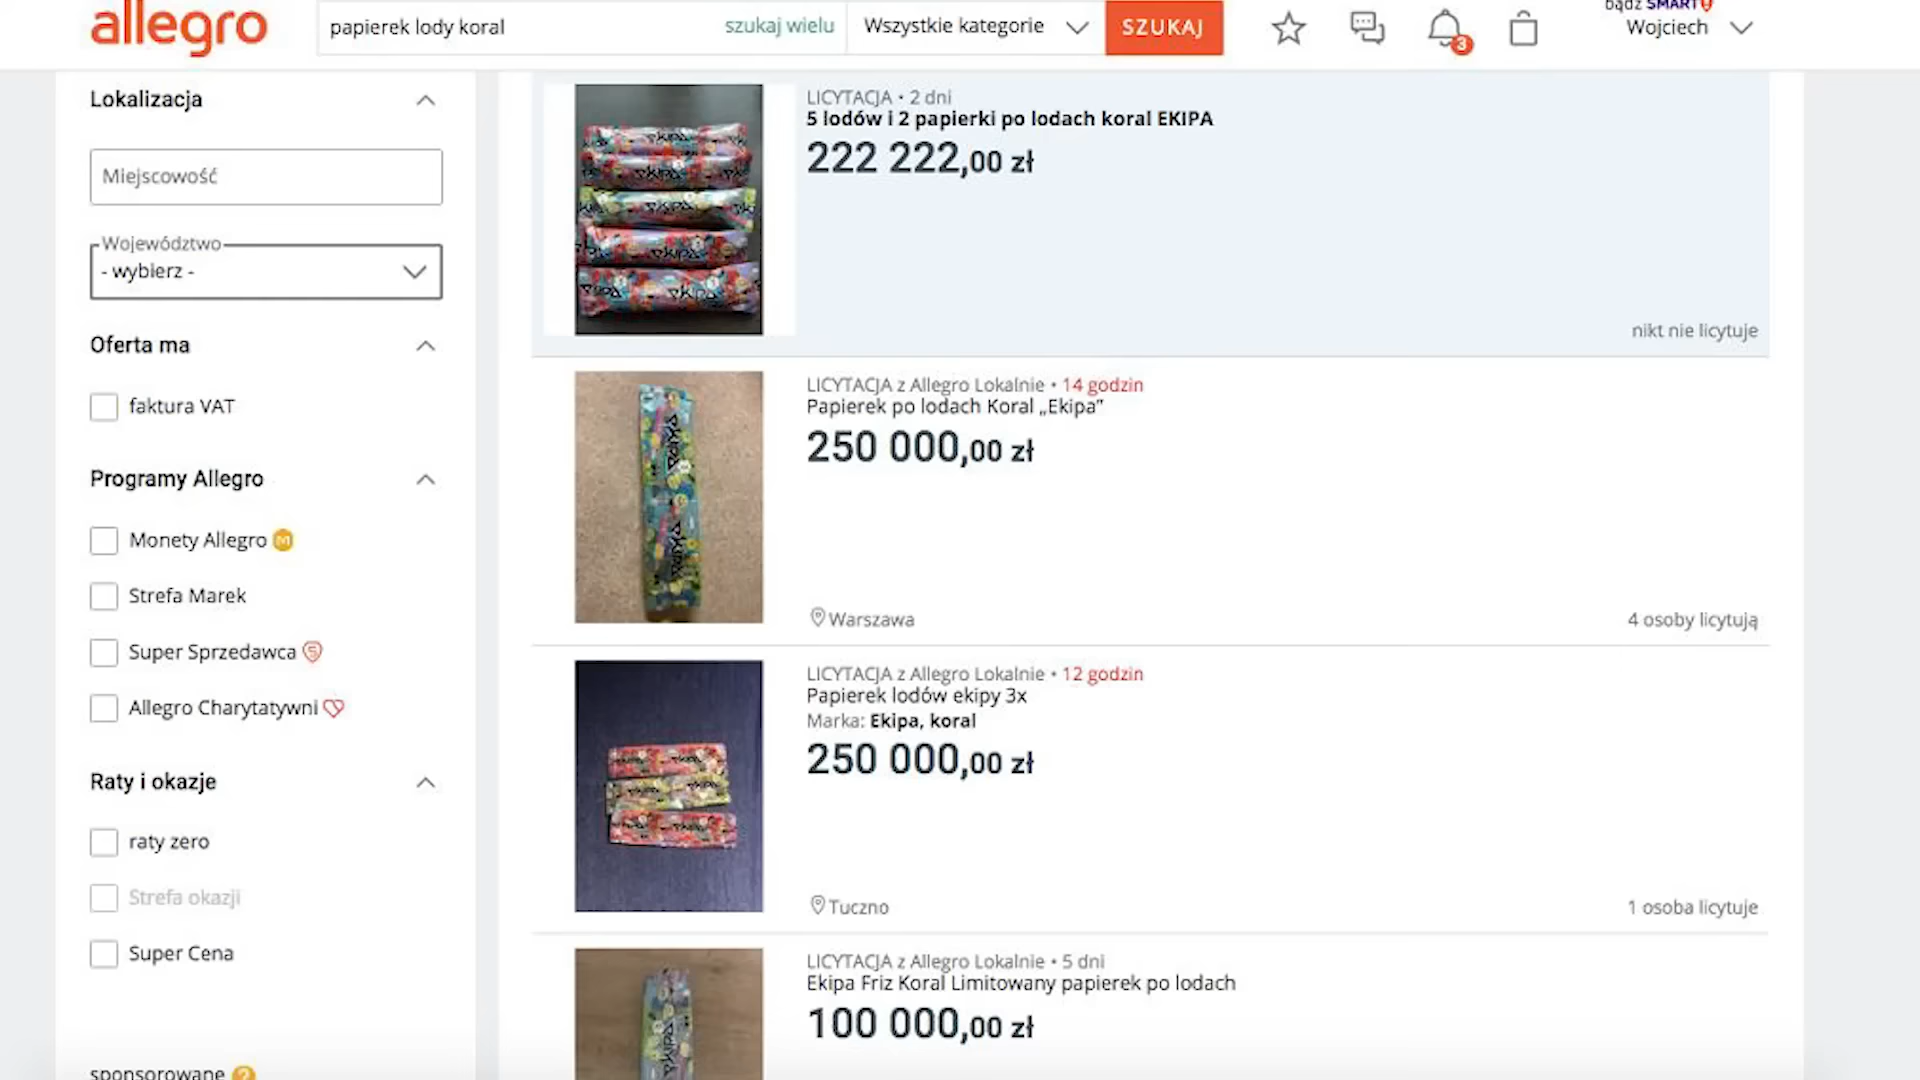 allegro
papierek lody koral
szukaj wielu
Wszystkie kategorie
SZUKAJ
3
bądź SMART!
Wojciech
Lokalizacja
Miejscowość
Województwo
- wybierz -
Oferta ma
faktura VAT
Programy Allegro
Monety Allegro
Strefa Marek
Super Sprzedawca
Allegro Charytatywni
Raty i okazje
raty zero
Strefa okazji
Super Cena
sponsorowane ?
LICYTACJA • 2 dni
5 lodów i 2 papierki po lodach koral EKIPA
222 222,00 zł
nikt nie licytuje
LICYTACJA z Allegro Lokalnie • 14 godzin
Papierek po lodach Koral „Ekipa”
250 000,00 zł
Warszawa
4 osoby licytują
LICYTACJA z Allegro Lokalnie • 12 godzin
Papierek lodów ekipy 3x
Marka: Ekipa, koral
250 000,00 zł
Tuczno
1 osoba licytuje
LICYTACJA z Allegro Lokalnie • 5 dni
Ekipa Friz Koral Limitowany papierek po lodach
100 000,00 zł